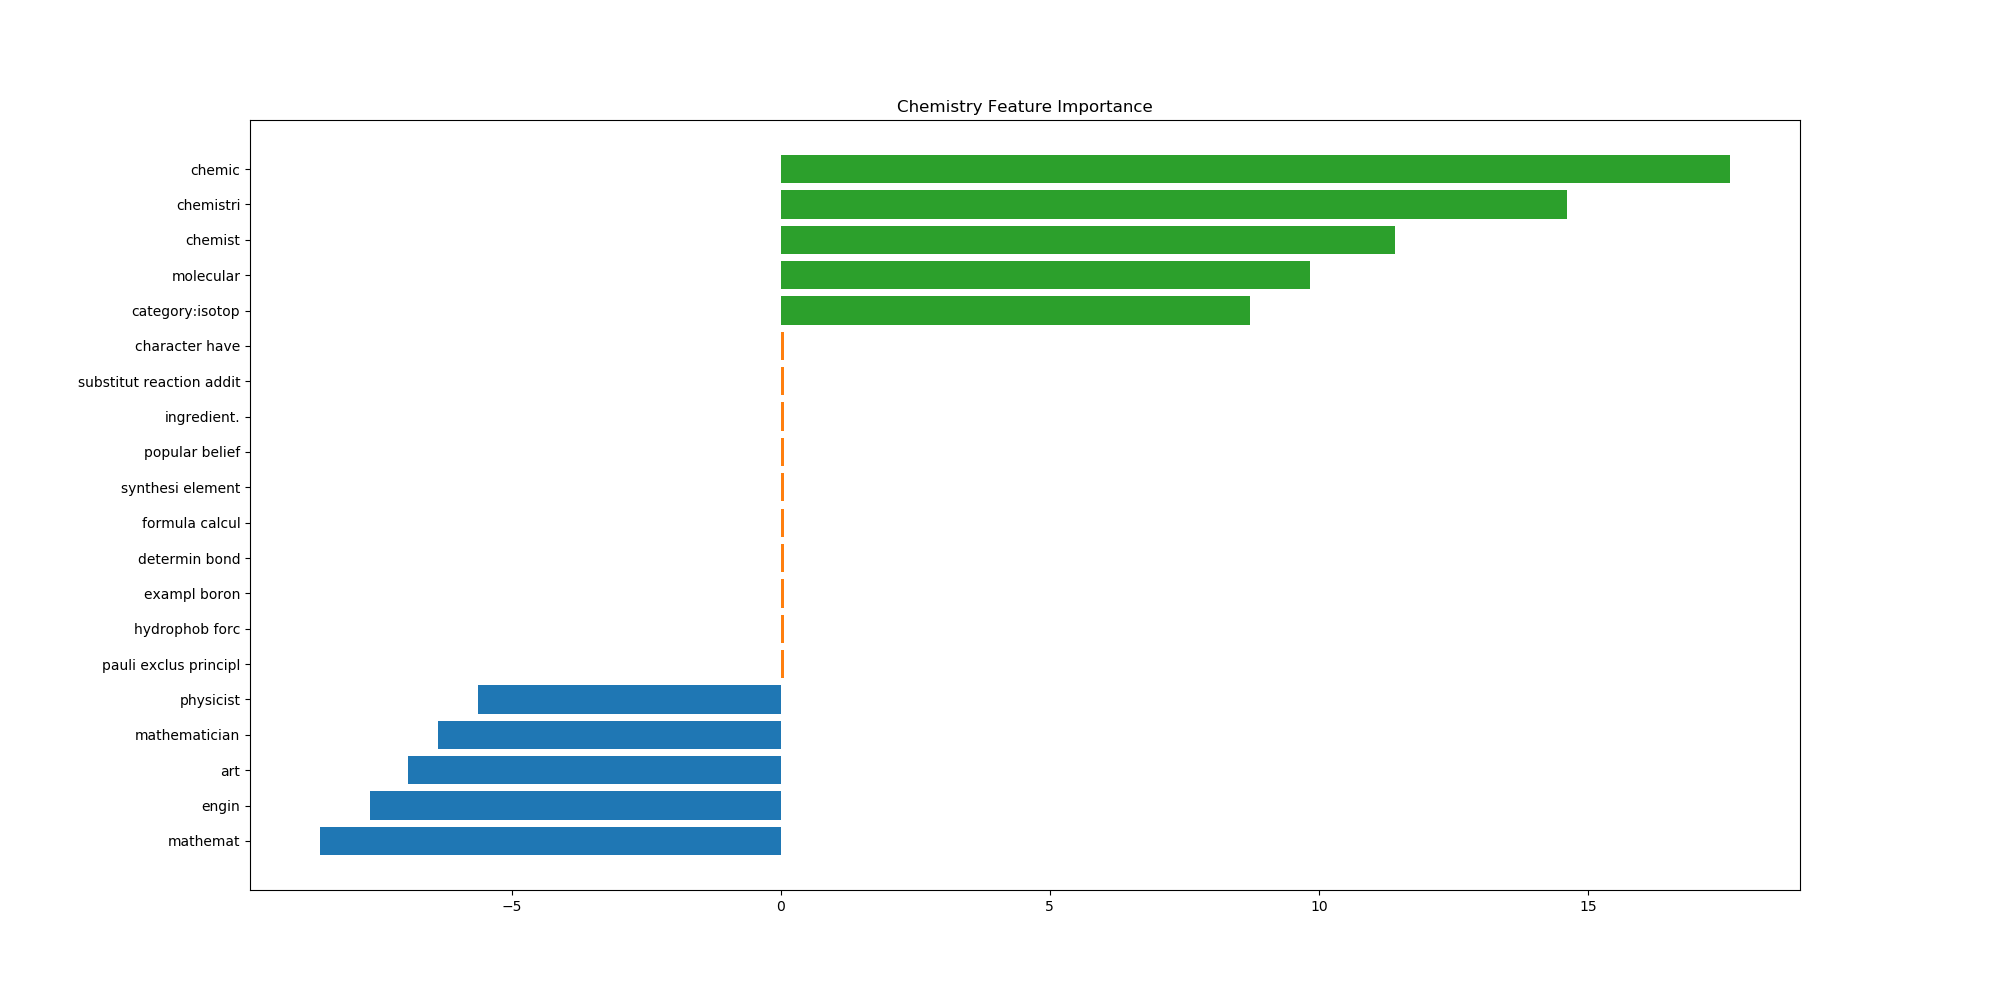 Chemistry Feature Importance
chemic
chemistri
chemist
molecular
category:isotop
character have
substitut reaction addit
ingredient.
popular belief
synthesi element
formula calcul
determin bond
exampl boron
hydrophob forc
pauli exclus principl
physicist
mathematician
art
engin
mathemat
−5 0 5 10 15